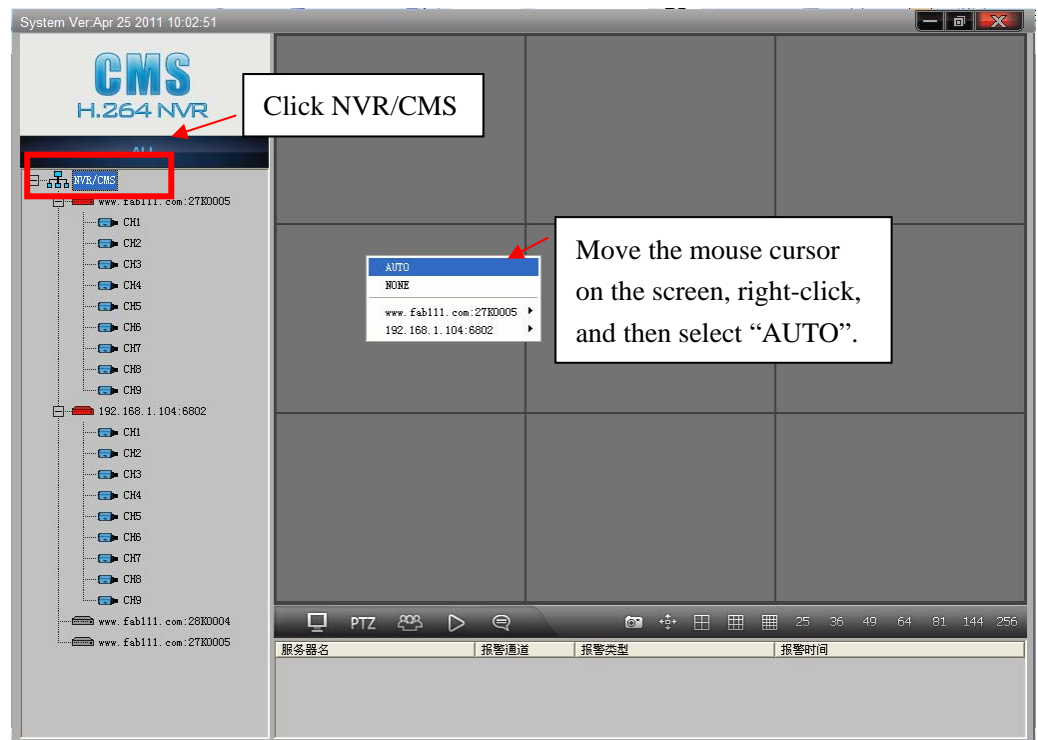 System Ver:Apr 25 2011 10:02:51
CMS
H.264 NVR
Click NVR/CMS
ALL
NVR/CMS
www.fab111.com:27K0005
CH1
CH2
CH3
CH4
CH5
CH6
CH7
CH8
CH9
192.168.1.104:6802
CH1
CH2
CH3
CH4
CH5
CH6
CH7
CH8
CH9
www.fab111.com:28K0004
www.fab111.com:27K0005
AUTO
NONE
www.fab111.com:27K0005
192.168.1.104:6802
Move the mouse cursor
on the screen, right-click,
and then select “AUTO”.
PTZ 25 36 49 64 81 144 256
服务器名 报警通道 报警类型 报警时间